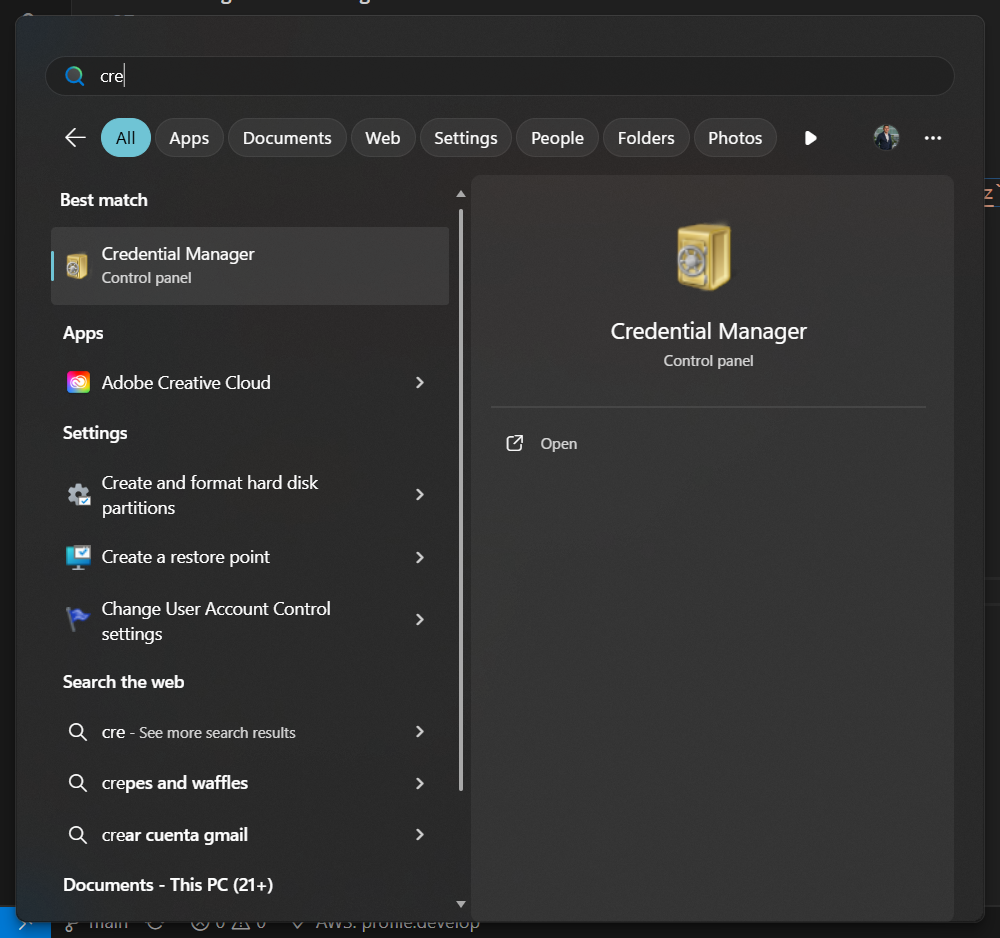 cre
All
Apps
Documents
Web
Settings
People
Folders
Photos
Best match
Credential Manager
Control panel
Apps
Adobe Creative Cloud
Settings
Create and format hard disk
partitions
Create a restore point
Change User Account Control
settings
Search the web
cre - See more search results
crepes and waffles
crear cuenta gmail
Documents - This PC (21+)
Credential Manager
Control panel
Open
z`
main
0
0
AWS: profile.develop